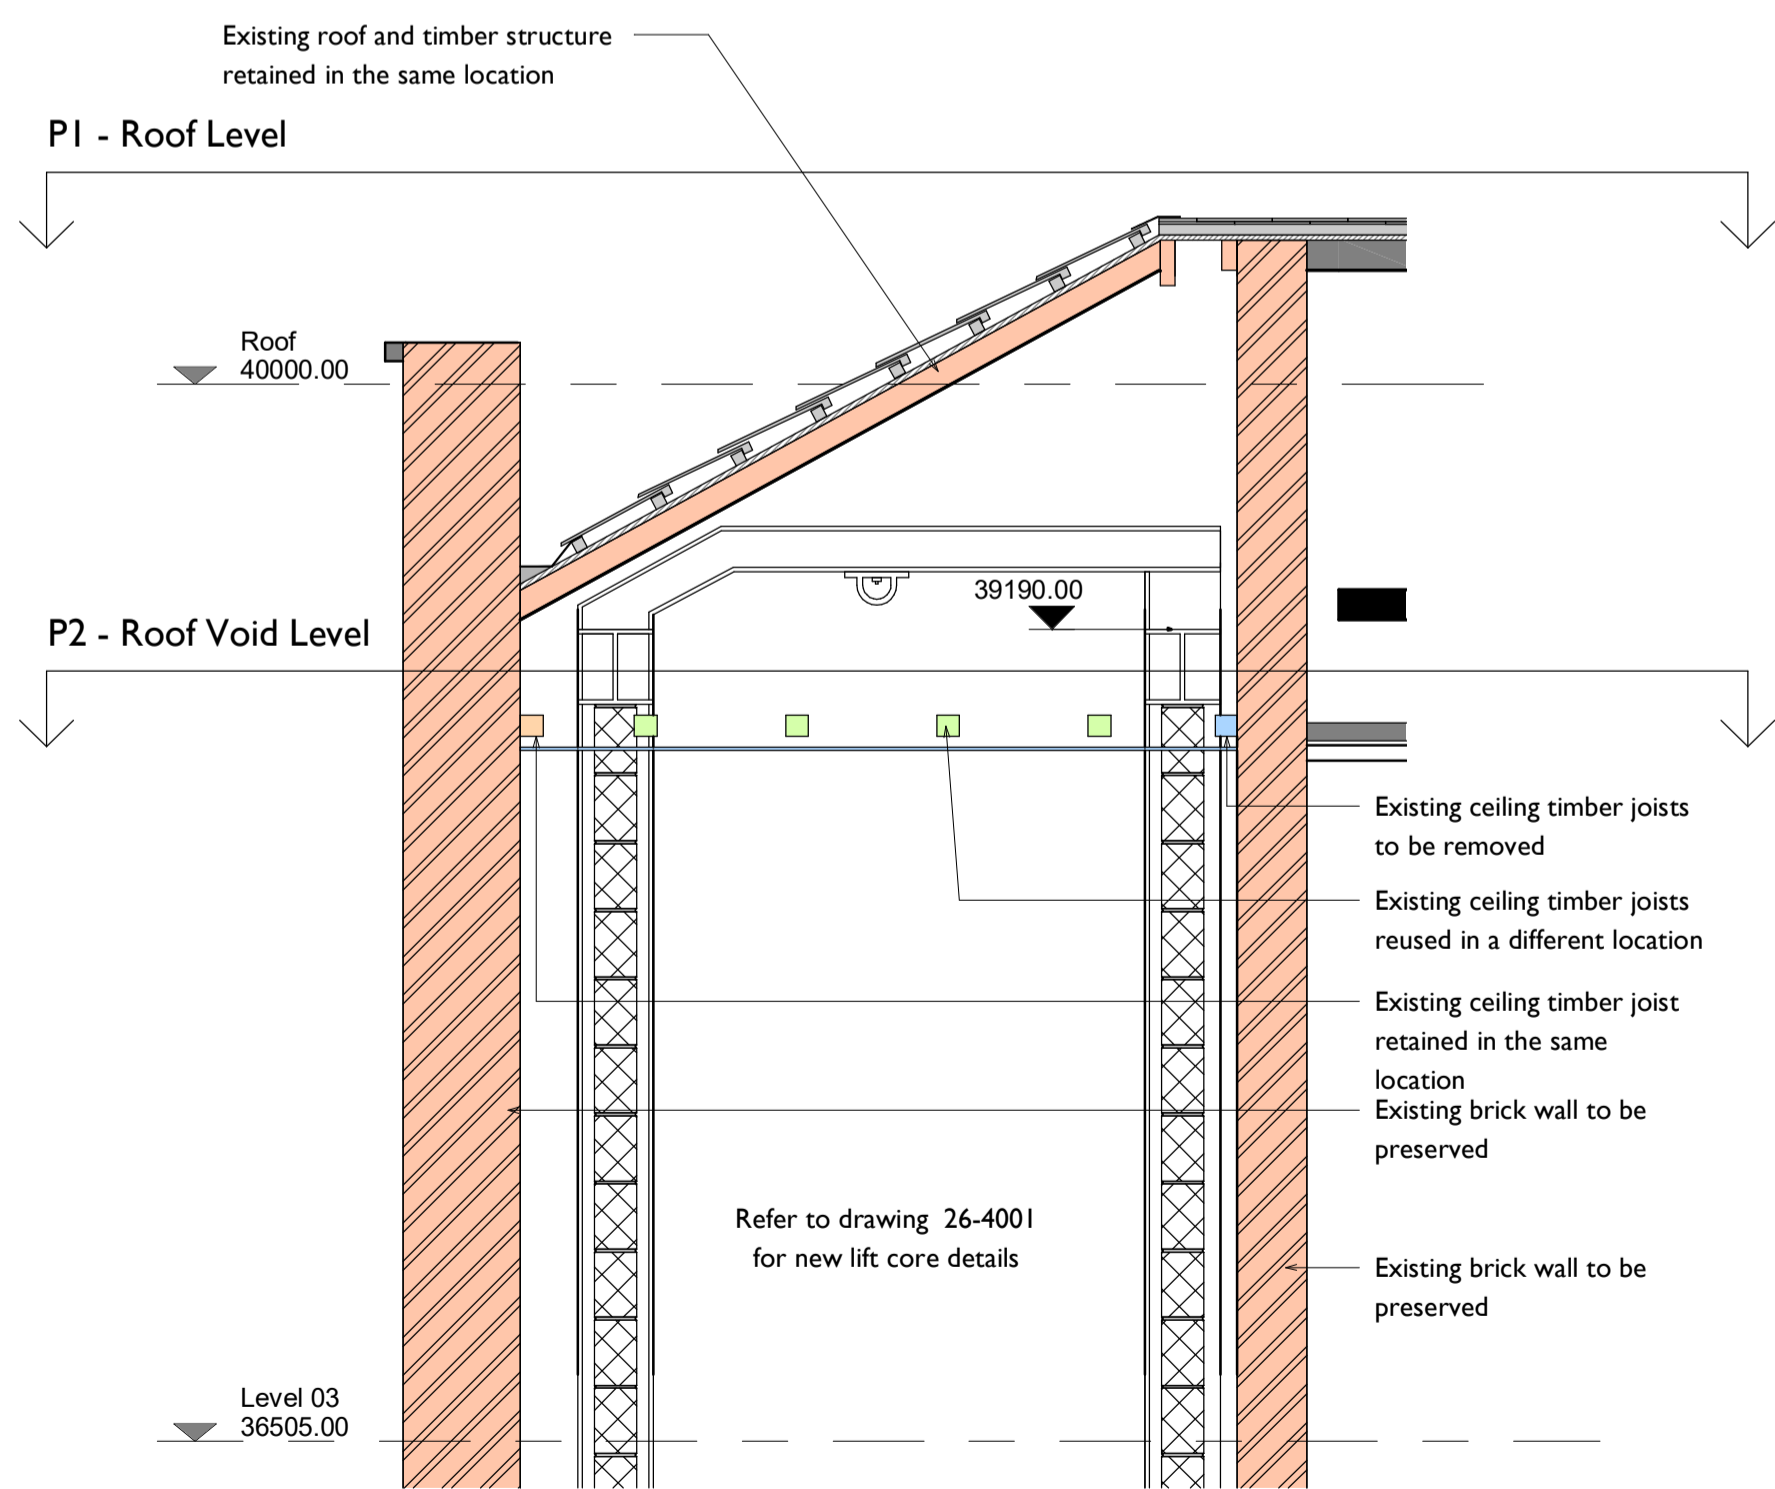 Existing roof and timber structure
retained in the same location
P1 - Roof Level
Roof
40000.00
39190.00
P2 - Roof Void Level
Existing ceiling timber joists
to be removed
Existing ceiling timber joists
reused in a different location
Existing ceiling timber joist
retained in the same
location
Existing brick wall to be
preserved
Refer to drawing 26-4001
for new lift core details
Existing brick wall to be
preserved
Level 03
36505.00